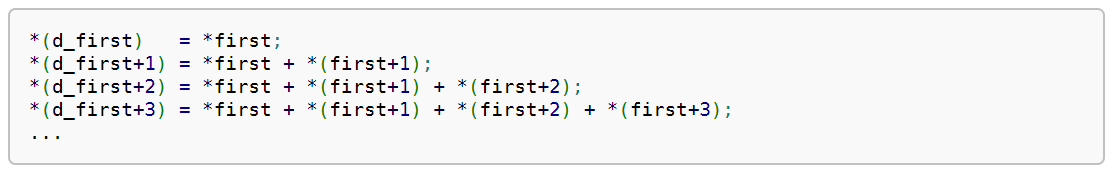 *(d_first)   = *first;
*(d_first+1) = *first + *(first+1);
*(d_first+2) = *first + *(first+1) + *(first+2);
*(d_first+3) = *first + *(first+1) + *(first+2) + *(first+3);
...